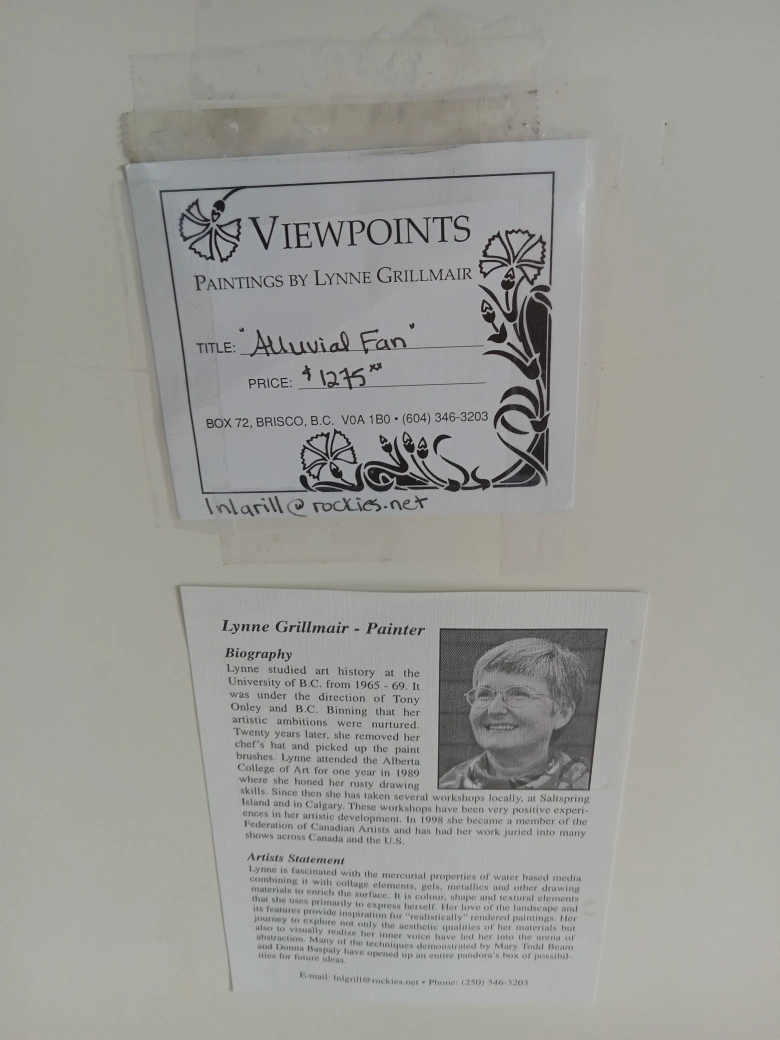 VIEWPOINTS
PAINTINGS BY LYNNE GRILLMAIR
TITLE: "Alluvial Fan"
PRICE: $1275xx
BOX 72, BRISCO, B.C. V0A 1B0 • (604) 346-3203
lnlgrill@rockies.net
Lynne Grillmair - Painter
Biography
Lynne studied art history at the
University of B.C. from 1965 - 69. It
was under the direction of Tony
Onley and B.C. Binning that her
artistic ambitions were nurtured.
Twenty years later, she removed her
chef's hat and picked up the paint
brushes. Lynne attended the Alberta
College of Art for one year in 1989
where she honed her rusty drawing
skills. Since then she has taken several workshops locally, at Saltspring
Island and in Calgary. These workshops have been very positive experi-
ences in her artistic development. In 1998 she became a member of the
Federation of Canadian Artists and has had her work juried into many
shows across Canada and the U.S.
Artists Statement
Lynne is fascinated with the mercurial properties of water based media
combining it with collage elements, gels, metallics and other drawing
materials to enrich the surface. It is colour, shape and textural elements
that she uses primarily to express herself. Her love of the landscape and
its features provide inspiration for "realistically" rendered paintings. Her
journey to explore not only the aesthetic qualities of her materials but
also to visually realize her inner voice have led her into the arena of
abstraction. Many of the techniques demonstrated by Mary Todd Beam
and Donna Baspaly have opened up an entire pandora's box of possibil-
ities for future ideas.
E-mail: lnlgrill@rockies.net • Phone: (250) 346-3203